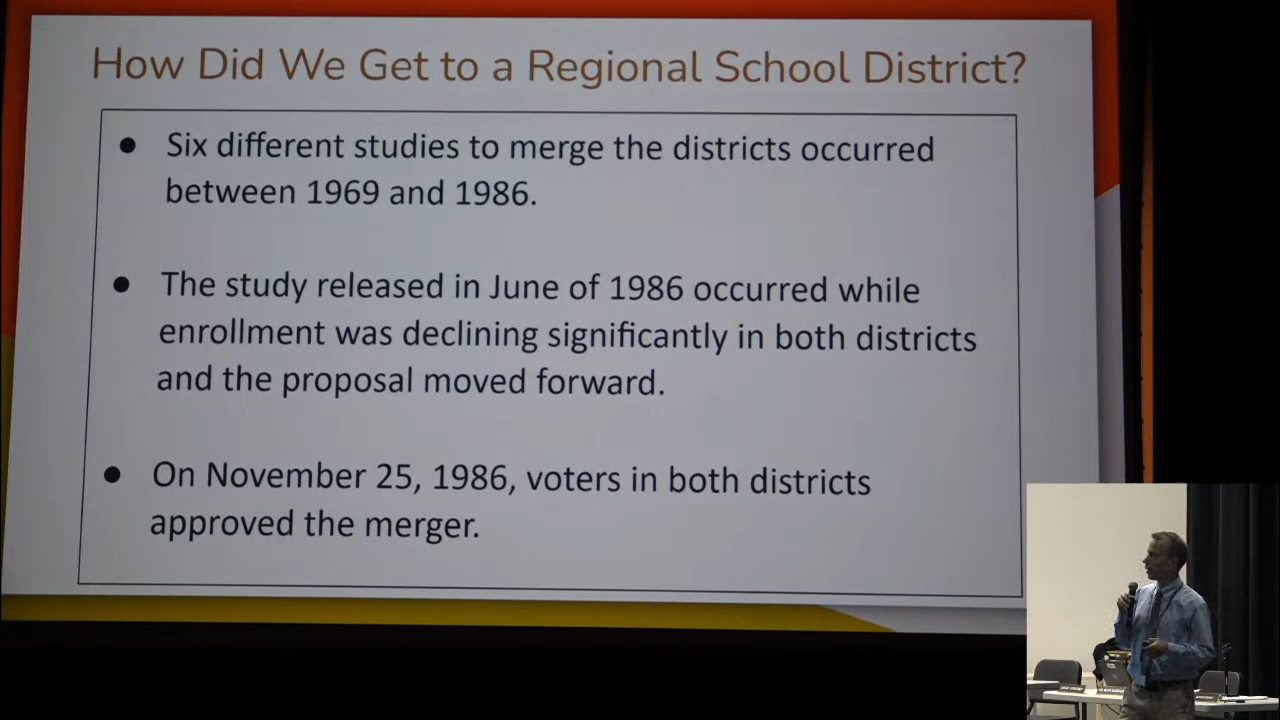 How Did We Get to a Regional School District?
● Six different studies to merge the districts occurred
between 1969 and 1986.
● The study released in June of 1986 occurred while
enrollment was declining significantly in both districts
and the proposal moved forward.
● On November 25, 1986, voters in both districts
approved the merger.